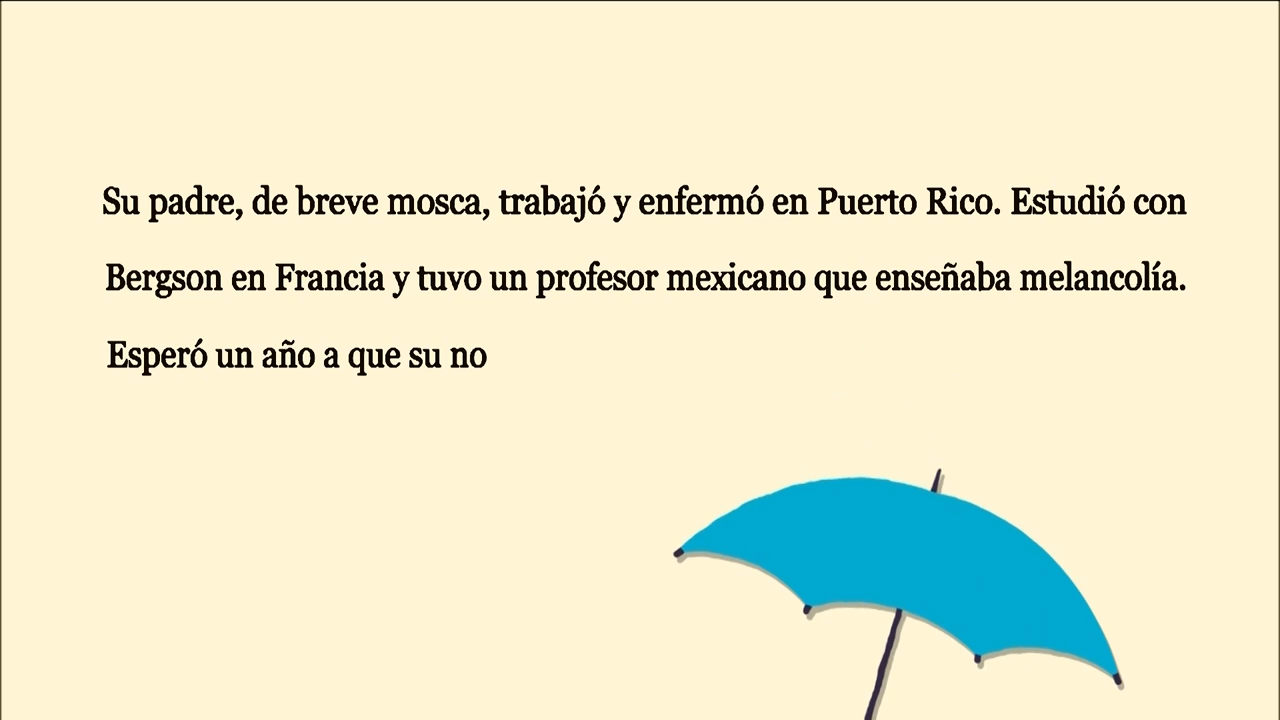 Su padre, de breve mosca, trabajó y enfermó en Puerto Rico. Estudió con
Bergson en Francia y tuvo un profesor mexicano que enseñaba melancolía.
Esperó un año a que su no